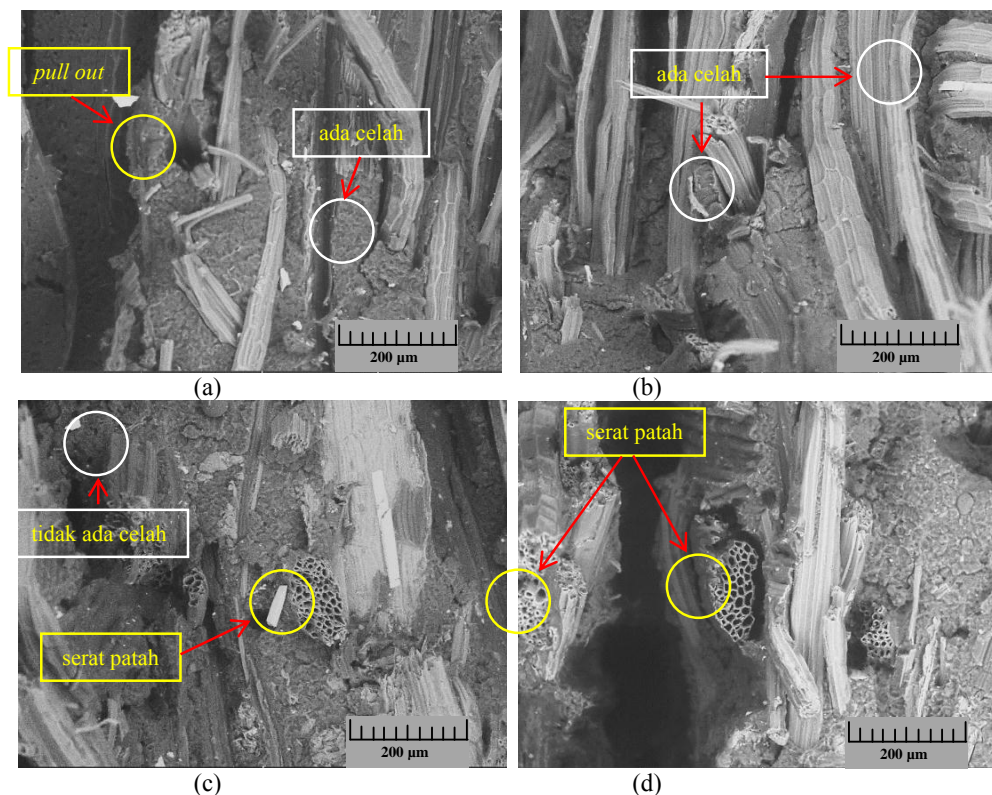 pull out
ada celah
200 µm
(a)
ada celah
200 µm
(b)
tidak ada celah
serat patah
200 µm
(c)
serat patah
200 µm
(d)